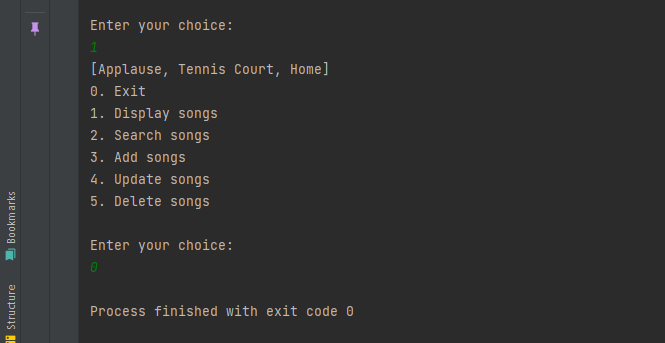 Enter your choice:
1
[Applause, Tennis Court, Home]
0. Exit
1. Display songs
2. Search songs
3. Add songs
4. Update songs
5. Delete songs
Enter your choice:
0
Process finished with exit code 0
Bookmarks
Structure